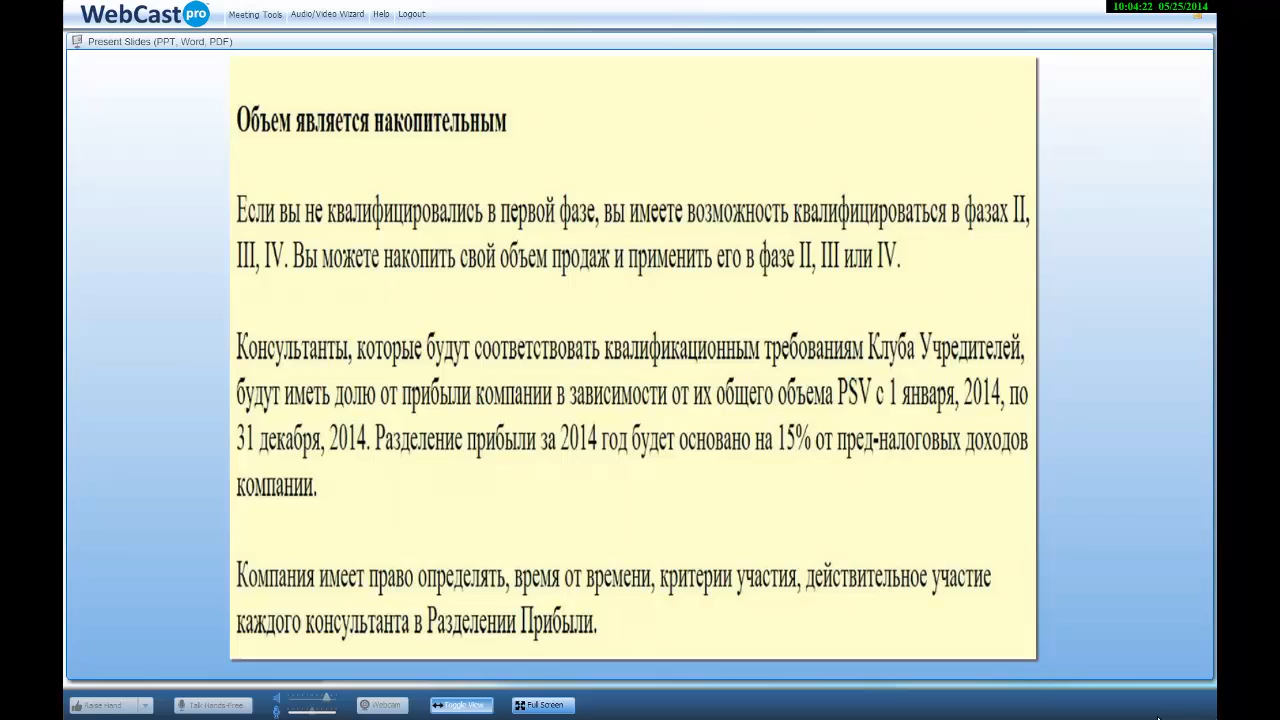 10:04:22 05/25/2014
WebCast pro Meeting Tools Audio/Video Wizard Help Logout
Present Slides (PPT, Word, PDF)
Объем является накопительным
Если вы не квалифицировались в первой фазе, вы имеете возможность квалифицироваться в фазах II,
III, IV. Вы можете накопить свой объем продаж и применить его в фазе II, III или IV.
Консультанты, которые будут соответствовать квалификационным требованиям Клуба Учредителей,
будут иметь долю от прибыли компании в зависимости от их общего объема PSV с 1 января, 2014, по
31 декабря, 2014. Разделение прибыли за 2014 год будет основано на 15% от пред-налоговых доходов
компании.
Компания имеет право определять, время от времени, критерии участия, действительное участие
каждого консультанта в Разделении Прибыли.
Raise Hand Talk Hands-Free Webcam Toggle View Full Screen